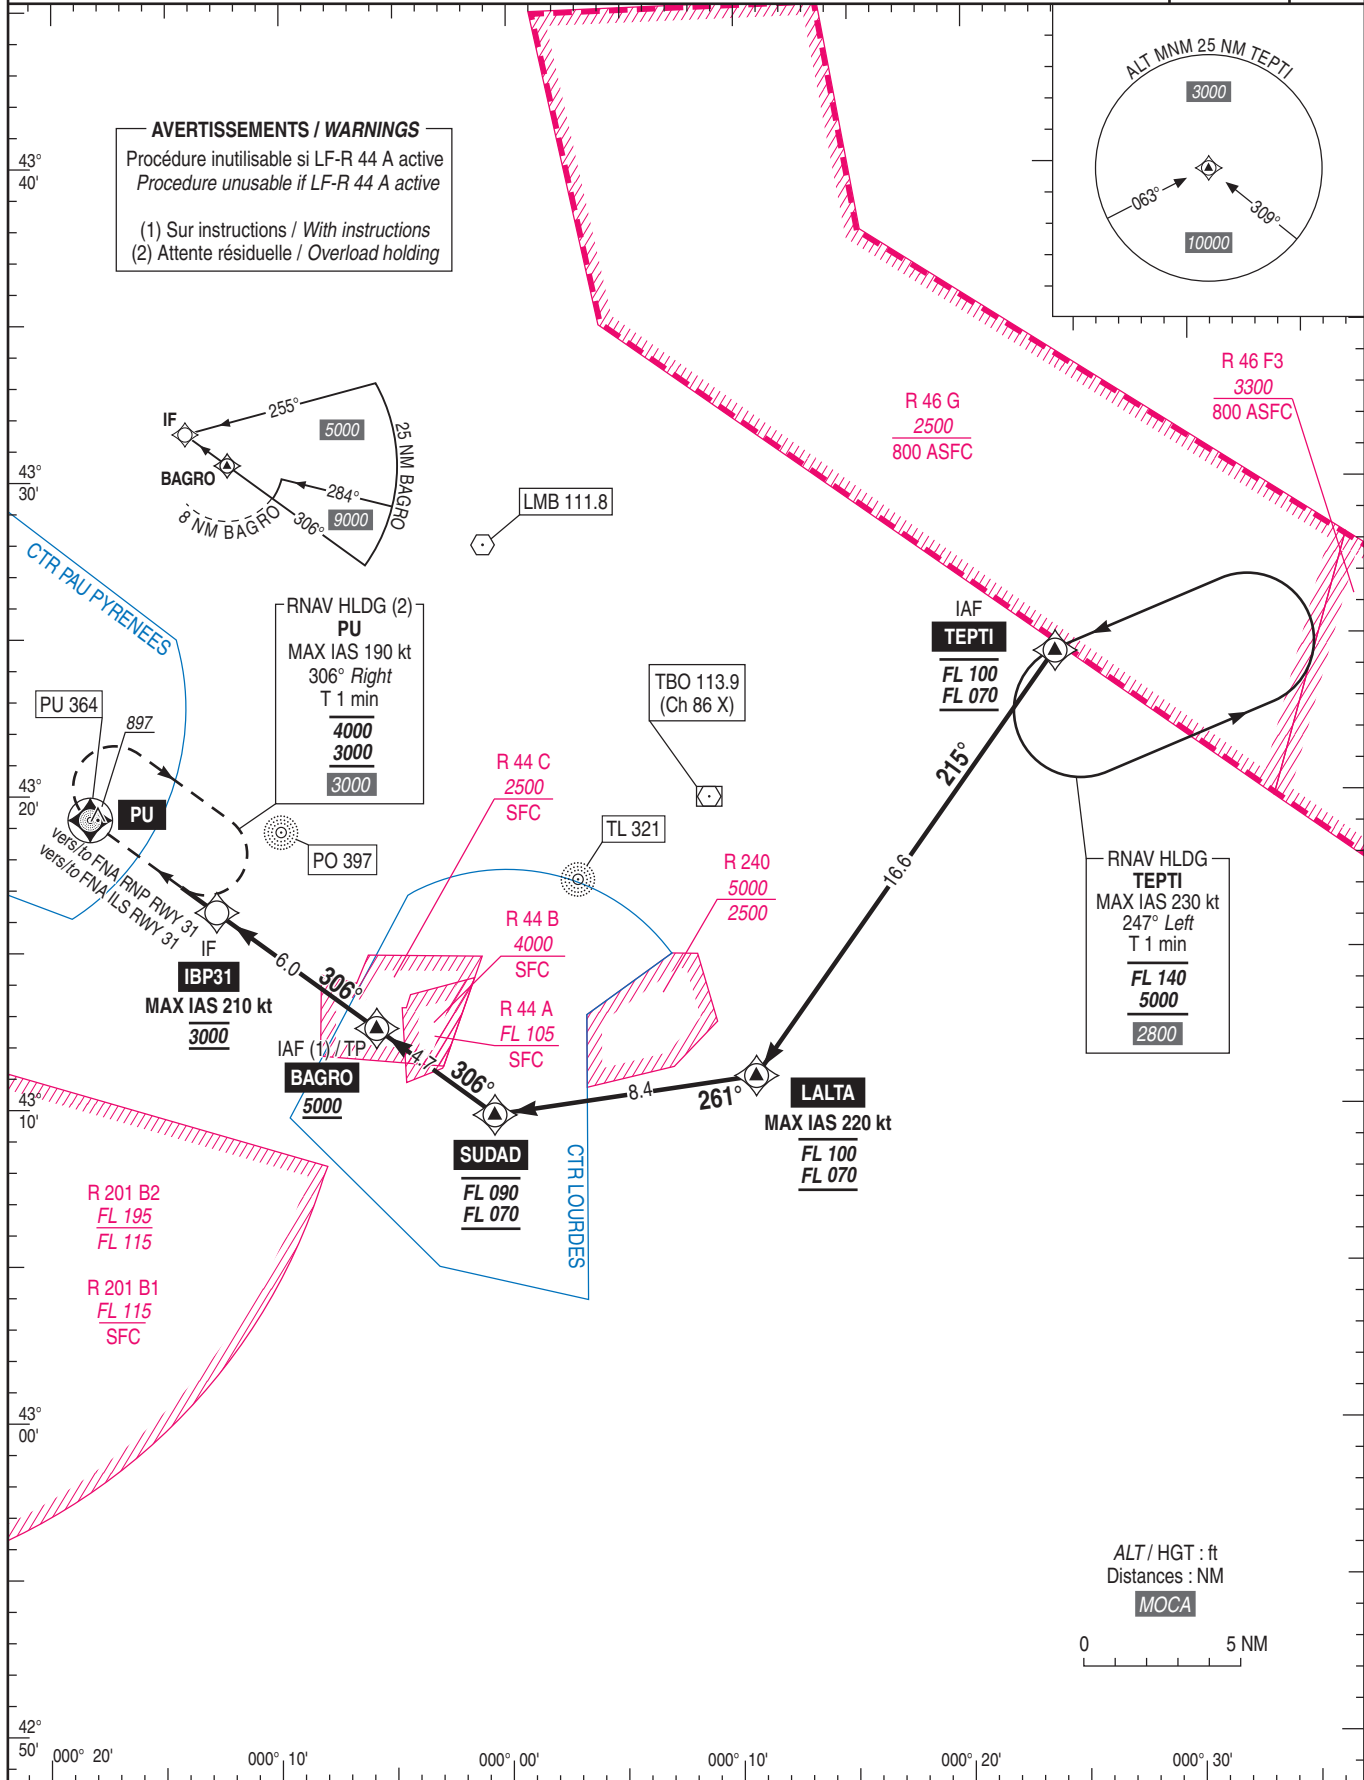 AVERTISSEMENTS / WARNINGS
Procédure inutilisable si LF-R 44 A active
Procedure unusable if LF-R 44 A active
(1) Sur instructions / With instructions
(2) Attente résiduelle / Overload holding
ALT MNM 25 NM TEPTI
3000
063°
309°
10000
43°
40'
R 46 F3
3300
800 ASFC
R 46 G
2500
800 ASFC
IF
255°
5000
BAGRO
25 NM BAGRO
284°
9000
306°
8 NM BAGRO
43°
30'
LMB 111.8
CTR PAU PYRENEES
RNAV HLDG (2)
PU
MAX IAS 190 kt
306° Right
T 1 min
4000
3000
3000
IAF
TEPTI
FL 100
FL 070
TBO 113.9
(Ch 86 X)
PU 364
897
PU
43°
20'
R 44 C
2500
SFC
215°
TL 321
PO 397
vers/to FNA RNP RWY 31
vers/to FNA ILS RWY 31
R 240
5000
2500
16.6
RNAV HLDG
TEPTI
MAX IAS 230 kt
247° Left
T 1 min
FL 140
5000
2800
R 44 B
4000
SFC
IF
IBP31
MAX IAS 210 kt
3000
6.0
306°
R 44 A
FL 105
SFC
IAF (1) / TP
BAGRO
5000
4.7
306°
8.4
261°
LALTA
MAX IAS 220 kt
FL 100
FL 070
43°
10'
SUDAD
FL 090
FL 070
CTR LOURDES
R 201 B2
FL 195
FL 115
R 201 B1
FL 115
SFC
43°
00'
ALT / HGT : ft
Distances : NM
MOCA
0 5 NM
42°
50'
000° 20' 000° 10' 000° 00' 000° 10' 000° 20' 000° 30'